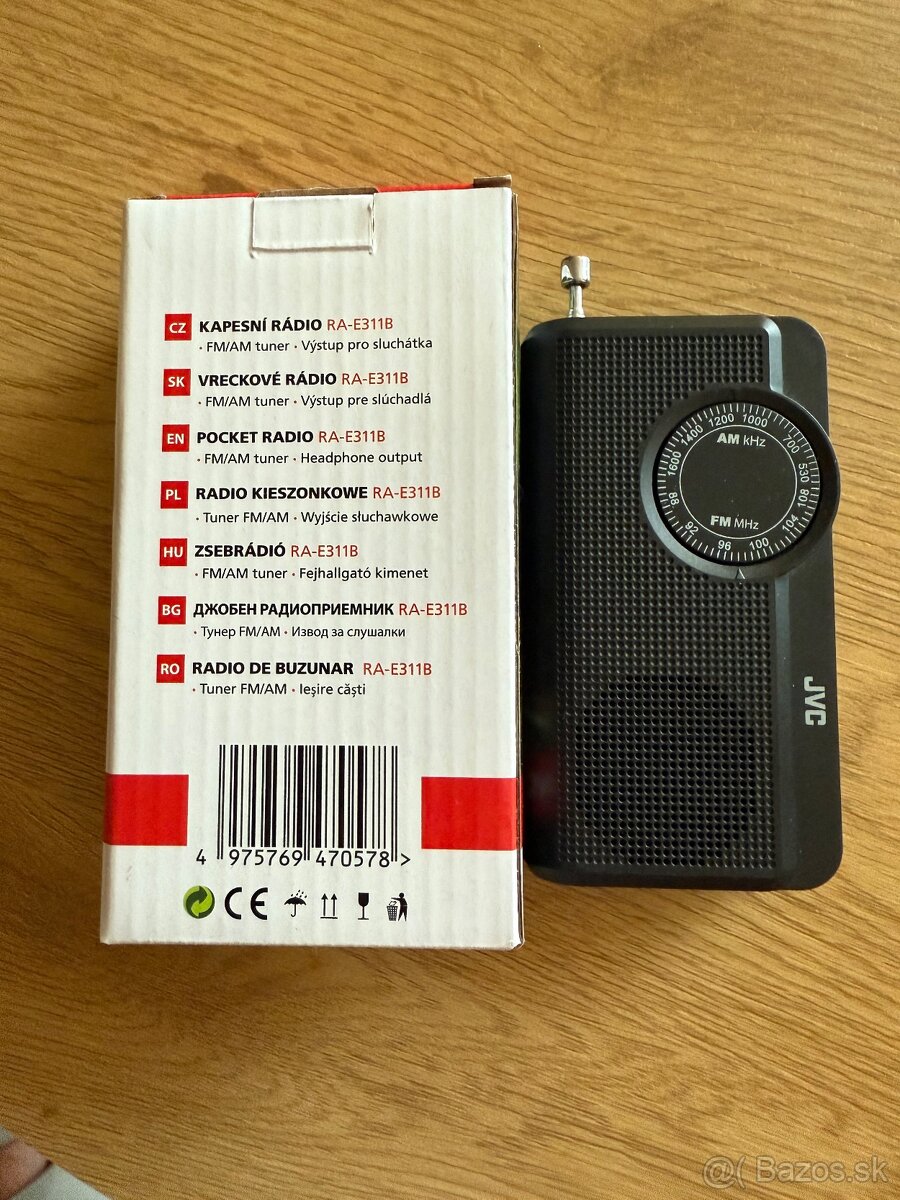 CZ KAPESNÍ RÁDIO RA-E311B
• FM/AM tuner • Výstup pro sluchátka
SK VRECKOVÉ RÁDIO RA-E311B
• FM/AM tuner • Výstup pre slúchadlá
EN POCKET RADIO RA-E311B
• FM/AM tuner • Headphone output
PL RADIO KIESZONKOWE RA-E311B
• Tuner FM/AM • Wyjście słuchawkowe
HU ZSEBRÁDIÓ RA-E311B
• FM/AM tuner • Fejhallgató kimenet
BG ДЖОБЕН РАДИОПРИЕМНИК RA-E311B
• Тунер FM/AM • Извод за слушалки
RO RADIO DE BUZUNAR RA-E311B
• Tuner FM/AM • Ieşire căşti
4 975769 470578 >
CE
1600 1400 1200 1000 700 530
AM kHz
FM MHz
88 92 96 100 104 108
JVC
@( Bazos.sk